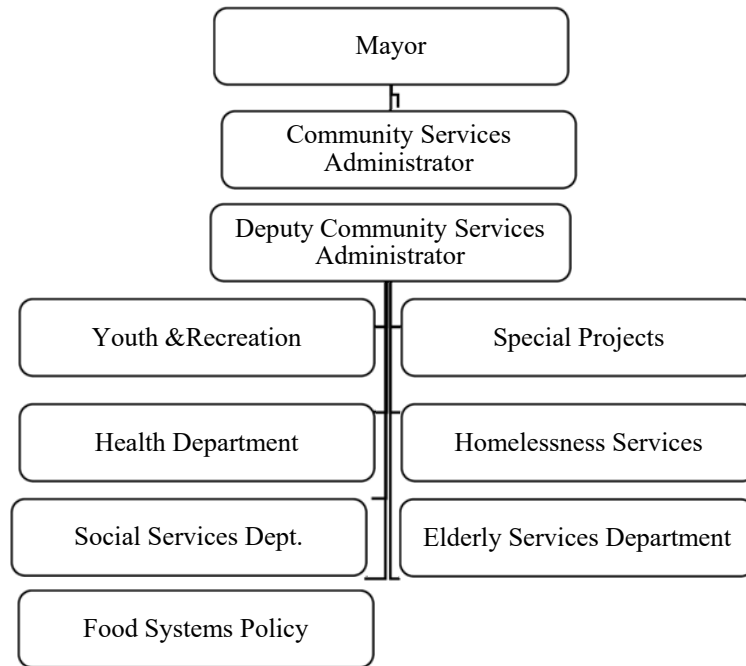 Mayor
Community Services
Administrator
Deputy Community Services
Administrator
Youth &Recreation
Special Projects
Health Department
Homelessness Services
Social Services Dept.
Elderly Services Department
Food Systems Policy